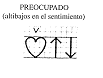 PREOCUPADO
(altibajos en el sentimiento)